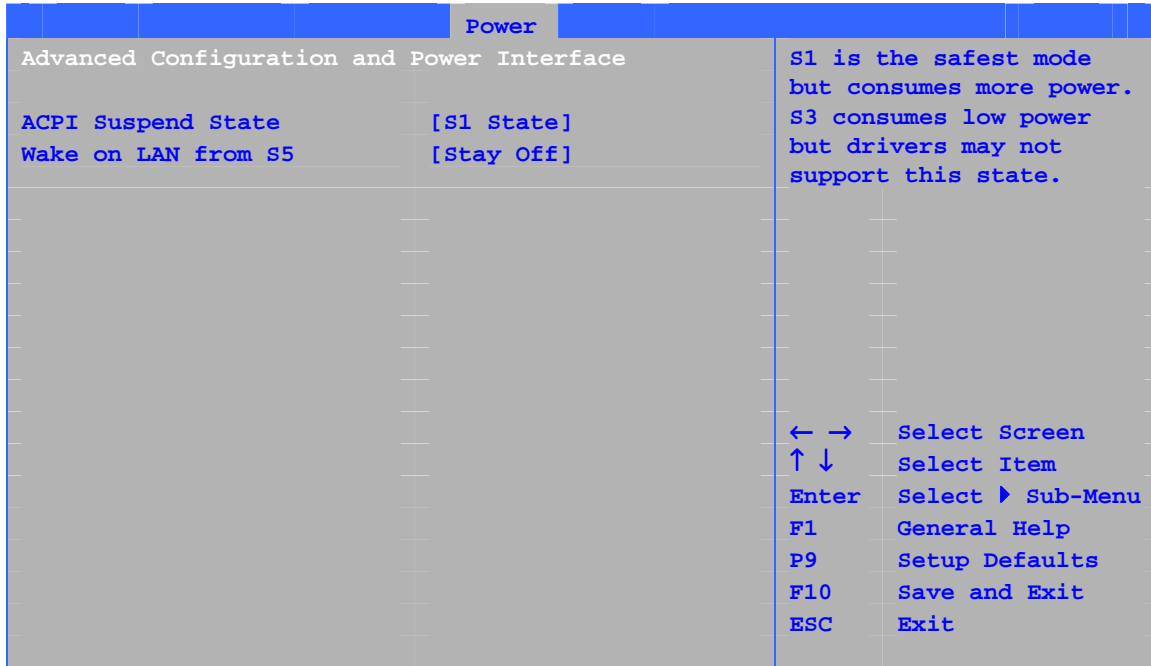 Power
Advanced Configuration and Power Interface
ACPI Suspend State [S1 State]
Wake on LAN from S5 [Stay Off]
S1 is the safest mode
but consumes more power.
S3 consumes low power
but drivers may not
support this state.
← → Select Screen
↑ ↓ Select Item
Enter Select ▶ Sub-Menu
F1 General Help
P9 Setup Defaults
F10 Save and Exit
ESC Exit